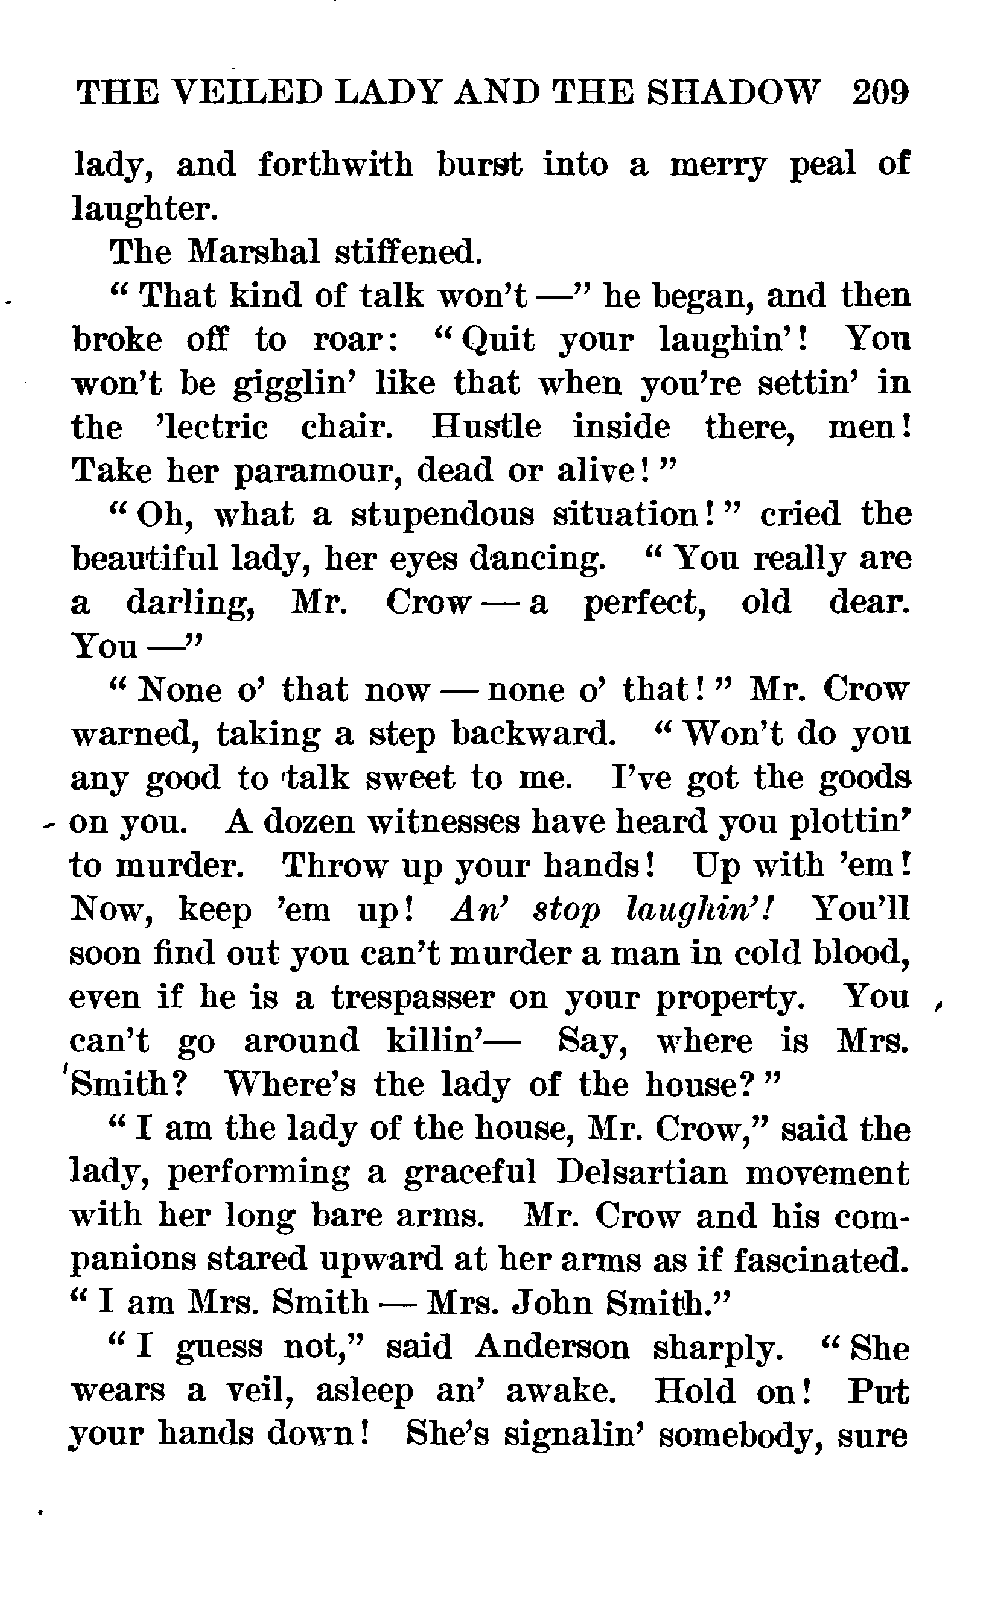 THE VEILED LADY AND THE SHADOW 209
lady, and forthwith burst into a merry peal of
laughter.
The Marshal stiffened.
“ That kind of talk won’t —” he began, and then
broke off to roar: “ Quit your laughin’! You
won’t be gigglin’ like that when you’re settin’ in
the ’lectric chair. Hustle inside there, men!
Take her paramour, dead or alive! ”
“ Oh, what a stupendous situation! ” cried the
beautiful lady, her eyes dancing. “ You really are
a darling, Mr. Crow — a perfect, old dear.
You —”
“ None o’ that now — none o’ that! ” Mr. Crow
warned, taking a step backward. “ Won’t do you
any good to talk sweet to me. I’ve got the goods
on you. A dozen witnesses have heard you plottin’
to murder. Throw up your hands! Up with ’em!
Now, keep ’em up! An’ stop laughin’! You’ll
soon find out you can’t murder a man in cold blood,
even if he is a trespasser on your property. You
can’t go around killin’— Say, where is Mrs.
Smith? Where’s the lady of the house? ”
“ I am the lady of the house, Mr. Crow,” said the
lady, performing a graceful Delsartian movement
with her long bare arms. Mr. Crow and his com-
panions stared upward at her arms as if fascinated.
“ I am Mrs. Smith — Mrs. John Smith.”
“ I guess not,” said Anderson sharply. “ She
wears a veil, asleep an’ awake. Hold on! Put
your hands down! She’s signalin’ somebody, sure